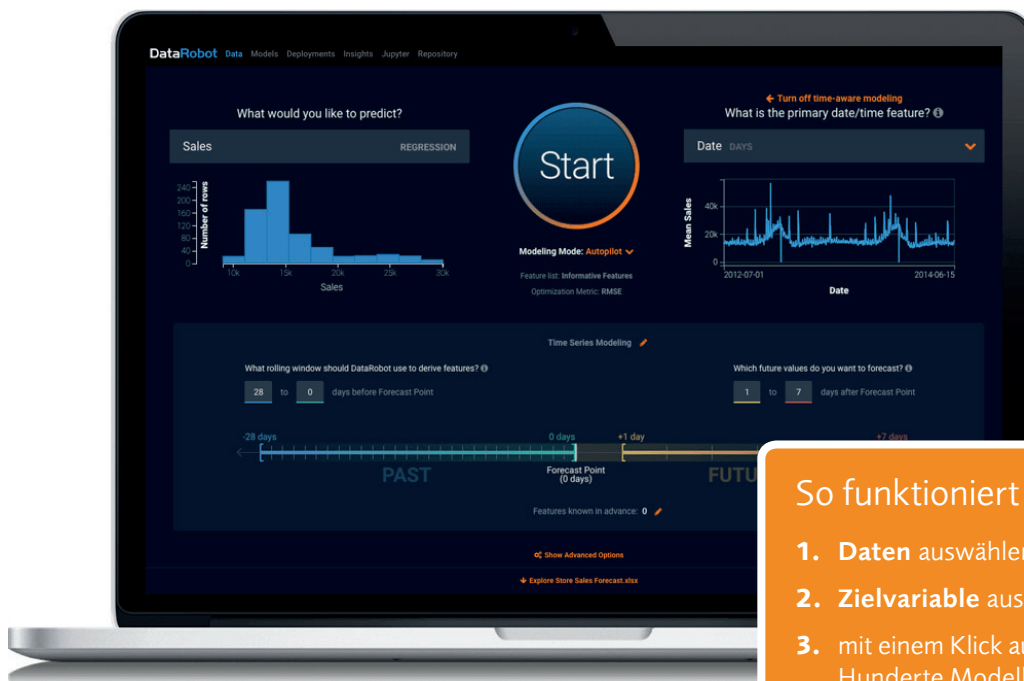 DataRobot Data Models Deployments Insights Jupyter Repository
What would you like to predict?
Sales REGRESSION
Number of rows
240
200
160
120
80
40
0
10k 15k 20k 25k 30k
Sales
Start
Modeling Mode: Autopilot
Feature list: Informative Features
Optimization Metric: RMSE
Turn off time-aware modeling
What is the primary date/time feature?
Date DAYS
Mean Sales
40k
20k
0
2012-07-01 2014-06-15
Date
Time Series Modeling
What rolling window should DataRobot use to derive features?
28 to 0 days before Forecast Point
Which future values do you want to forecast?
1 to 7 days after Forecast Point
-28 days 0 days +1 day +7 days
PAST
Forecast Point
(0 days)
FUTU
Features known in advance: 0
Show Advanced Options
Explore Store Sales Forecast.xlsx
So funktioniert
1. Daten auswählen
2. Zielvariable aus
3. mit einem Klick au
Hunderte Modell